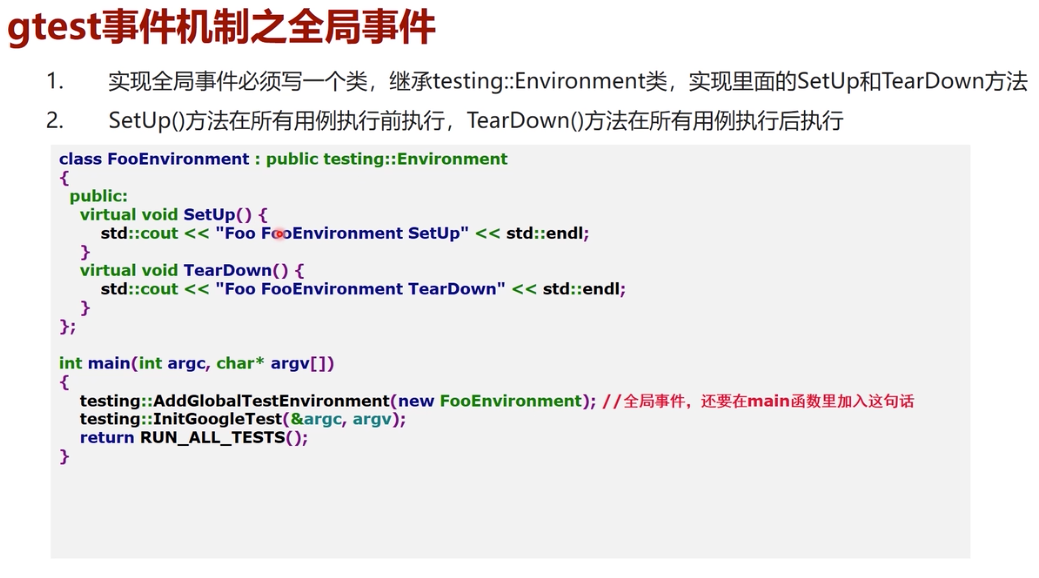 gtest事件机制之全局事件
1. 实现全局事件必须写一个类，继承testing::Environment类，实现里面的SetUp和TearDown方法
2. SetUp()方法在所有用例执行前执行，TearDown()方法在所有用例执行后执行
class FooEnvironment : public testing::Environment
{
public:
virtual void SetUp() {
std::cout << "Foo FooEnvironment SetUp" << std::endl;
}
virtual void TearDown() {
std::cout << "Foo FooEnvironment TearDown" << std::endl;
}
};
int main(int argc, char* argv[])
{
testing::AddGlobalTestEnvironment(new FooEnvironment); //全局事件，还要在main函数里加入这句话
testing::InitGoogleTest(&argc, argv);
return RUN_ALL_TESTS();
}